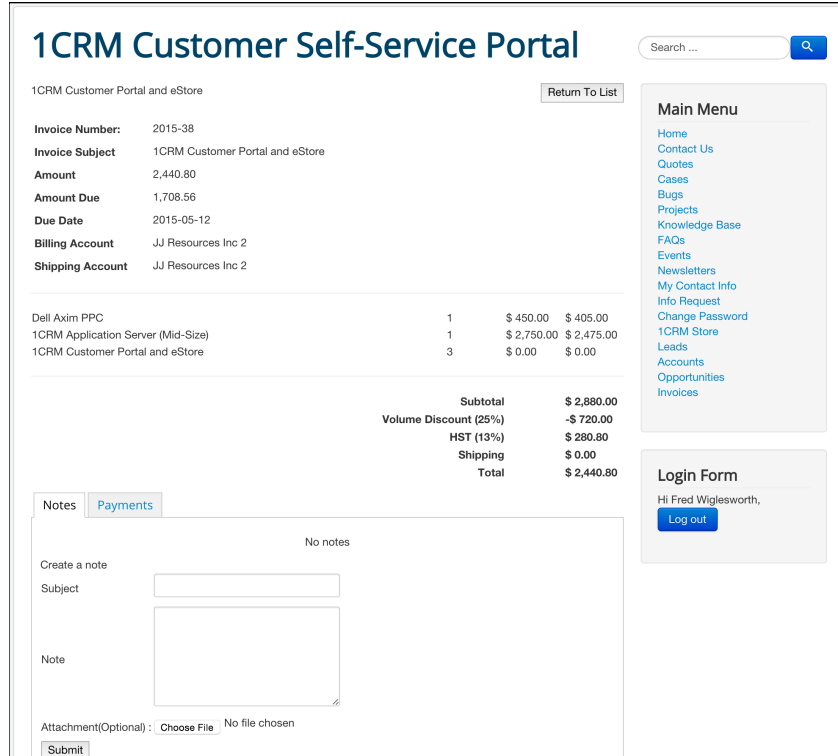 1CRM Customer Self-Service Portal
Search ...
1CRM Customer Portal and eStore
Return To List
Invoice Number: 2015-38
Invoice Subject 1CRM Customer Portal and eStore
Amount 2,440.80
Amount Due 1,708.56
Due Date 2015-05-12
Billing Account JJ Resources Inc 2
Shipping Account JJ Resources Inc 2
Dell Axim PPC 1 $ 450.00 $ 405.00
1CRM Application Server (Mid-Size) 1 $ 2,750.00 $ 2,475.00
1CRM Customer Portal and eStore 3 $ 0.00 $ 0.00
Subtotal $ 2,880.00
Volume Discount (25%) -$ 720.00
HST (13%) $ 280.80
Shipping $ 0.00
Total $ 2,440.80
Notes Payments
No notes
Create a note
Subject
Note
Attachment(Optional) : Choose File No file chosen
Submit
Main Menu
Home
Contact Us
Quotes
Cases
Bugs
Projects
Knowledge Base
FAQs
Events
Newsletters
My Contact Info
Info Request
Change Password
1CRM Store
Leads
Accounts
Opportunities
Invoices
Login Form
Hi Fred Wiglesworth,
Log out